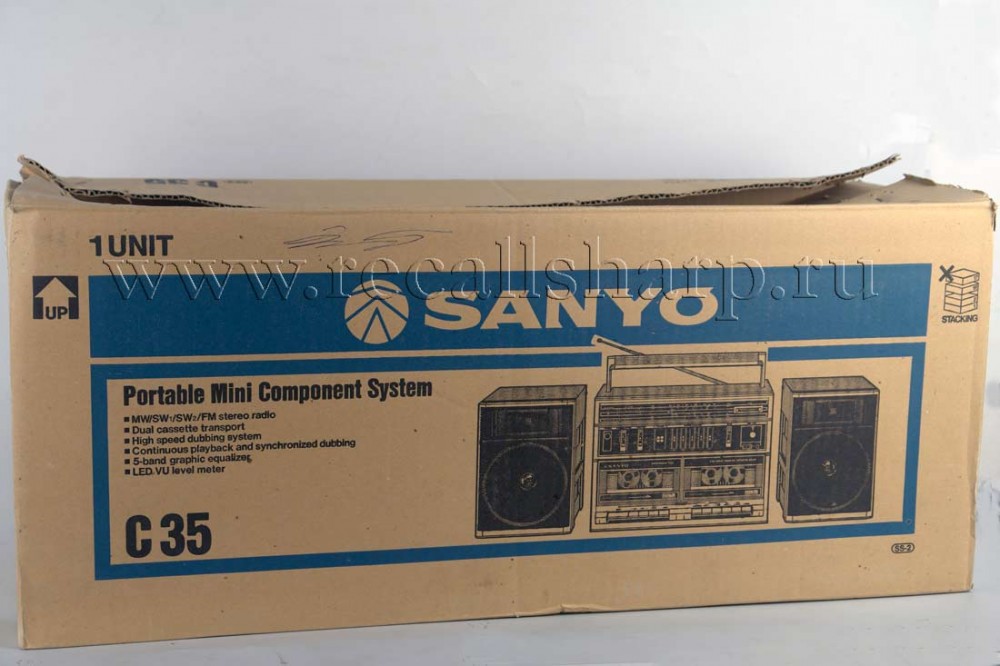 C 35
1 UNIT
www.recallsharp.ru
UP
SANYO
STACKING
Portable Mini Component System
▪ MW/SW₁/SW₂/FM stereo radio
▪ Dual cassette transport
▪ High speed dubbing system
▪ Continuous playback and synchronized dubbing
▪ 5-band graphic equalizer
▪ LED VU level meter
SANYO
C 35
SS-2